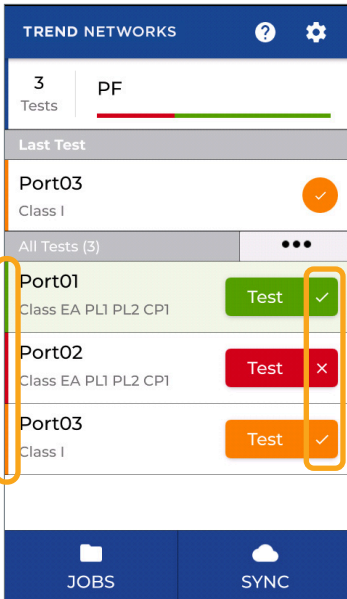 TREND NETWORKS
3
Tests
PF
Last Test
Port03
Class I
All Tests (3)
Port01
Class EA PL1 PL2 CP1
Test
Port02
Class EA PL1 PL2 CP1
Test
Port03
Class I
Test
JOBS
SYNC